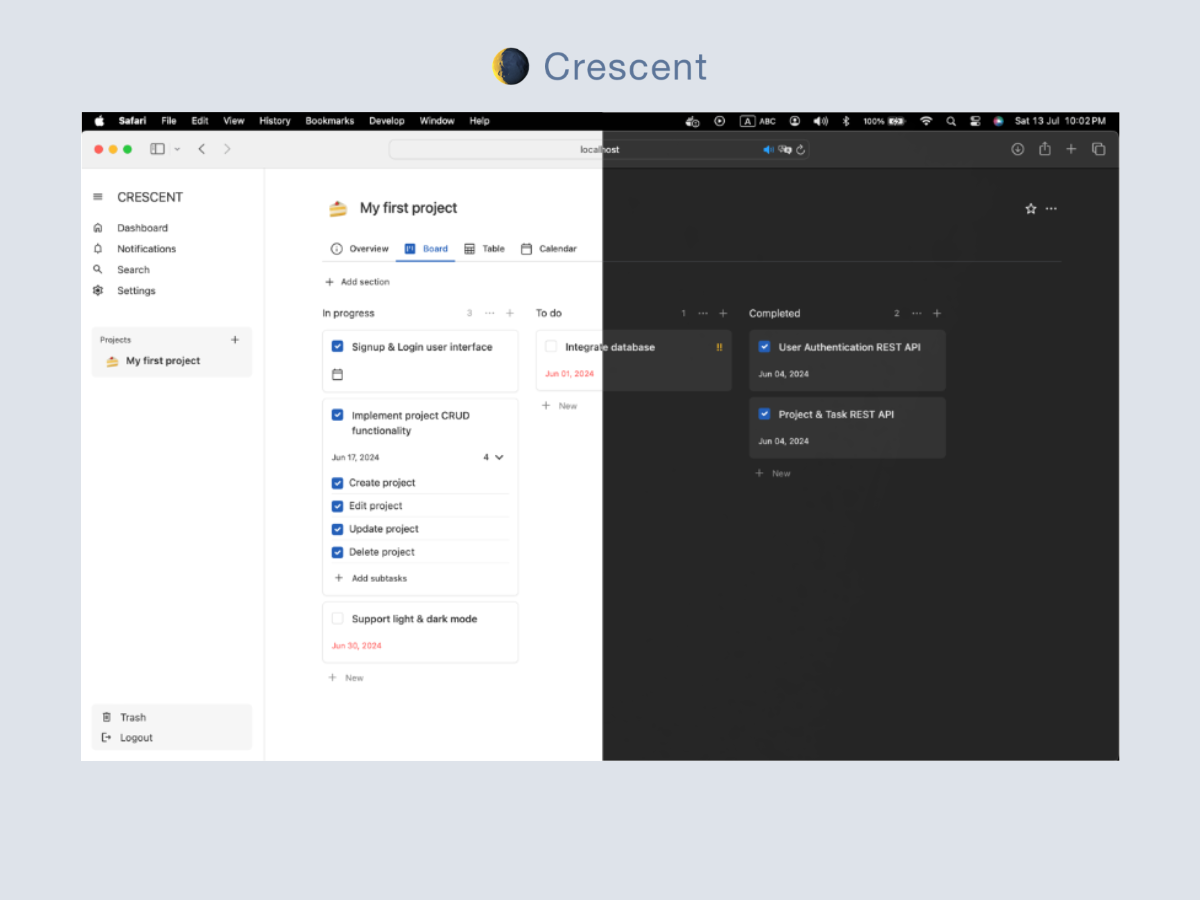 Crescent
Safari File Edit View History Bookmarks Develop Window Help A ABC 100% Sat 13 Jul 10:02 PM
localhost
CRESCENT
Dashboard
Notifications
Search
Settings
Projects
My first project
Trash
Logout
My first project
Overview Board Table Calendar
Add section
In progress 3
Signup & Login user interface
Implement project CRUD
functionality
Jun 17, 2024 4
Create project
Edit project
Update project
Delete project
Add subtasks
Support light & dark mode
Jun 30, 2024
New
To do 1
Integrate database !!
Jun 01, 2024
New
Completed 2
User Authentication REST API
Jun 04, 2024
Project & Task REST API
Jun 04, 2024
New